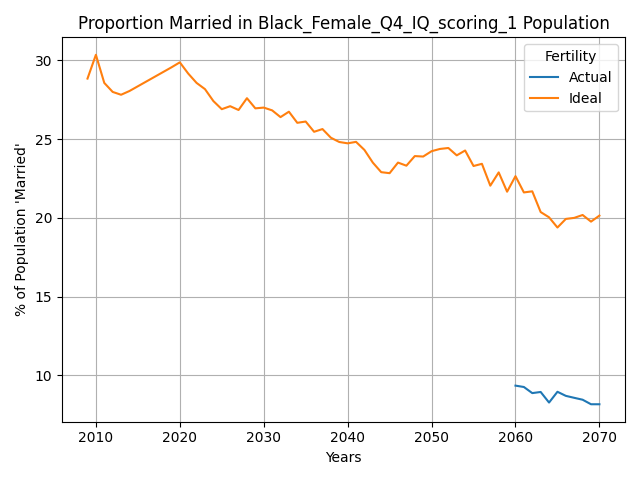 Proportion Married in Black_Female_Q4_IQ_scoring_1 Population
% of Population 'Married'
30
25
20
15
10
Fertility
Actual
Ideal
2010 2020 2030 2040 2050 2060 2070
Years